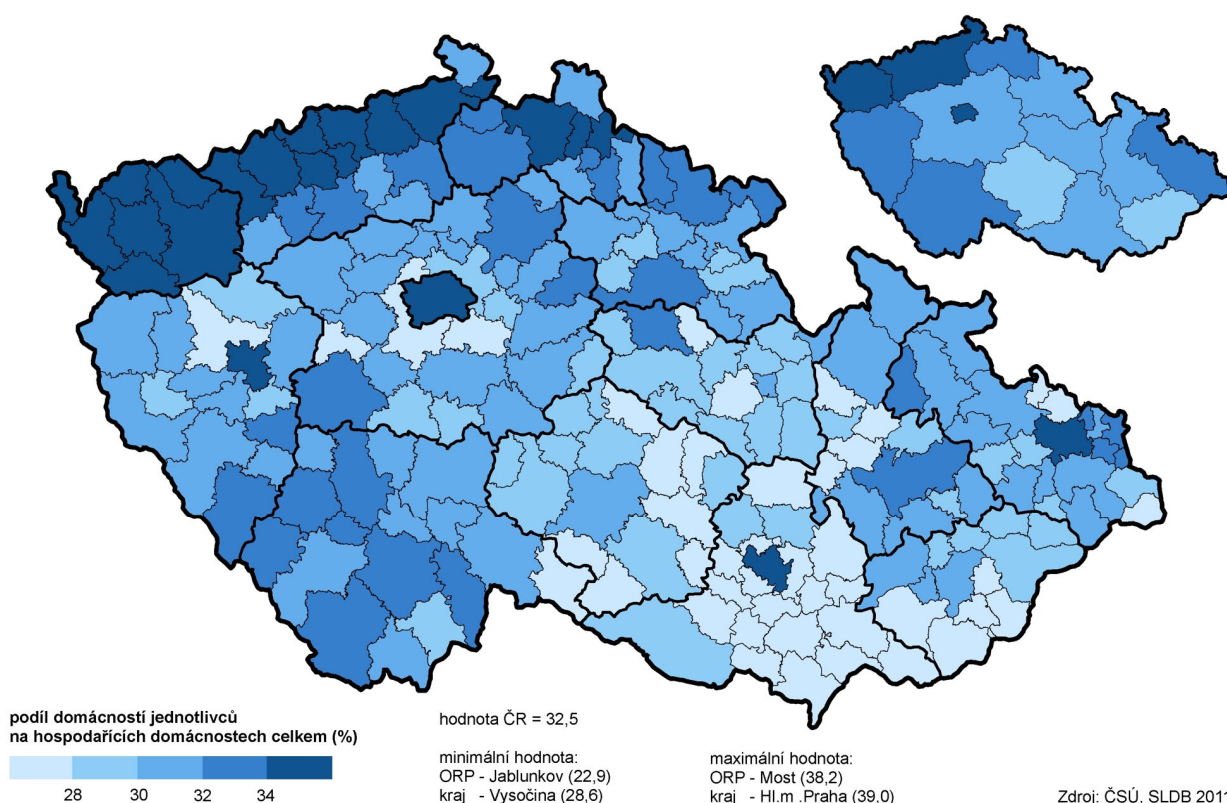 podíl domácností jednotlivců
na hospodařících domácnostech celkem (%)
28 30 32 34
hodnota ČR = 32,5
minimální hodnota:
ORP - Jablunkov (22,9)
kraj - Vysočina (28,6)
maximální hodnota:
ORP - Most (38,2)
kraj - Hl.m .Praha (39,0)
Zdroj: ČSÚ. SLDB 2011